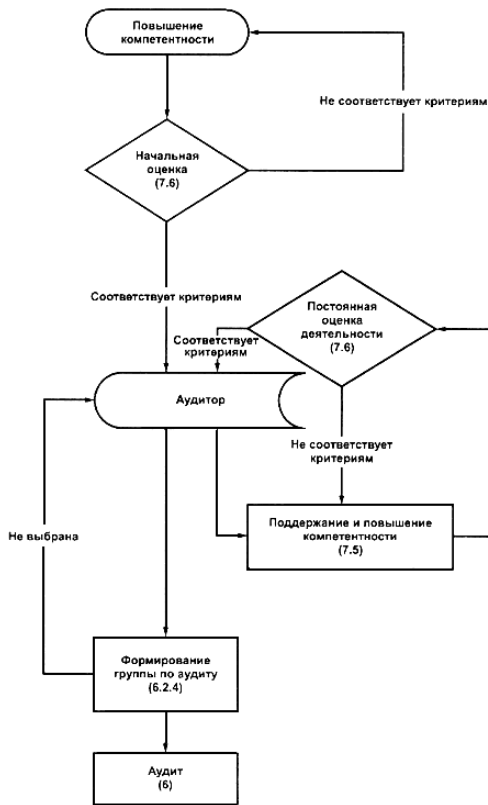 Повышение
компетентности
Не соответствует критериям
Начальная
оценка
(7.6)
Соответствует критериям
Постоянная
оценка
деятельности
(7.6)
Соответствует
критериям
Аудитор
Не соответствует
критериям
Не выбрана
Поддержание и повышение
компетентности
(7.5)
Формирование
группы по аудиту
(6.2.4)
Аудит
(6)